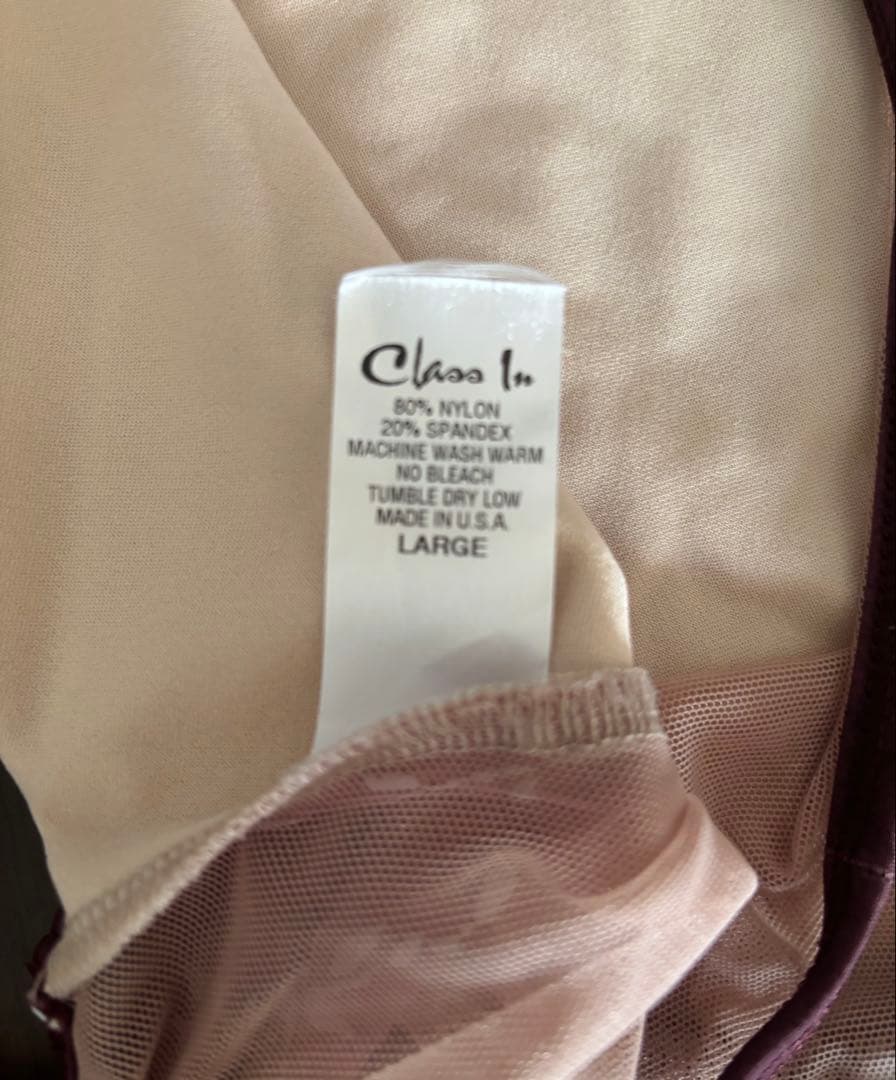 Class In
80% NYLON
20% SPANDEX
MACHINE WASH WARM
NO BLEACH
TUMBLE DRY LOW
MADE IN U.S.A.
LARGE